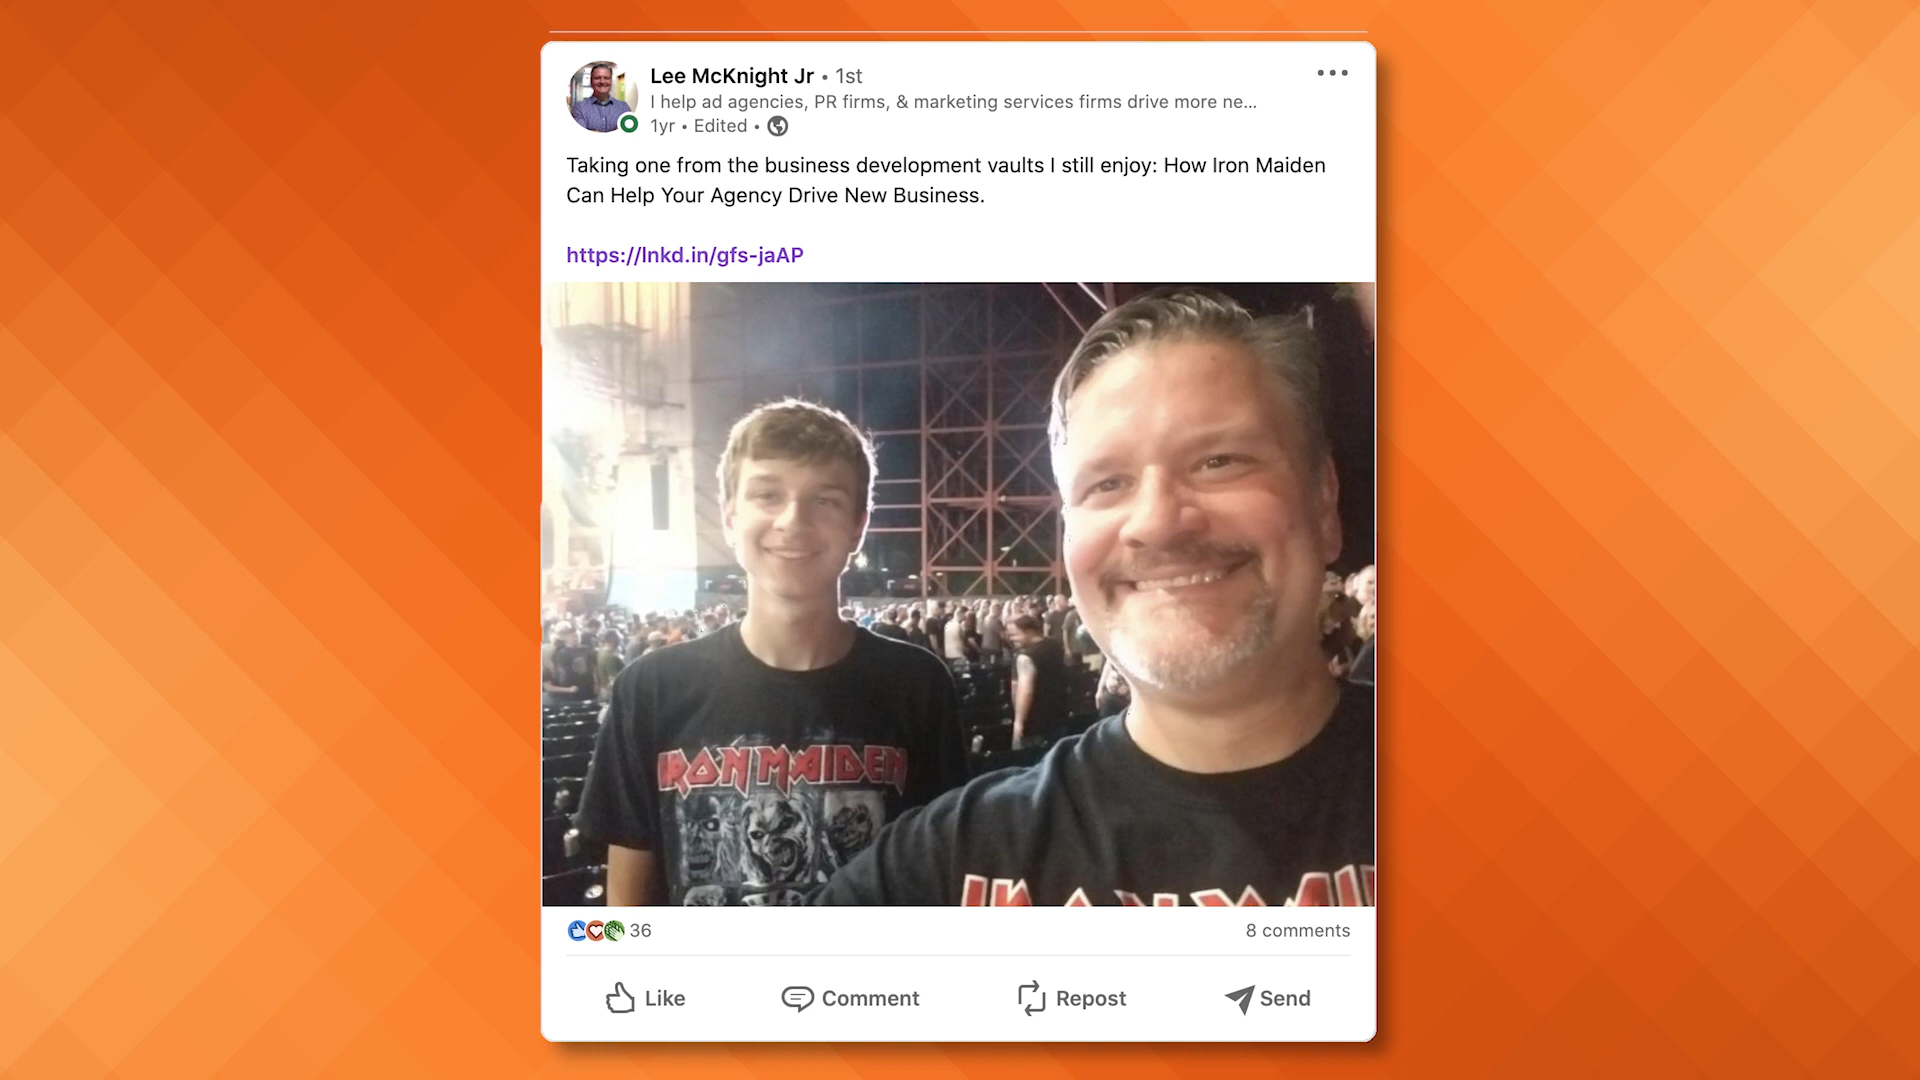 Lee McKnight Jr • 1st
I help ad agencies, PR firms, & marketing services firms drive more ne...
1yr • Edited •
Taking one from the business development vaults I still enjoy: How Iron Maiden
Can Help Your Agency Drive New Business.
https://lnkd.in/gfs-jaAP
IRON MAIDEN
36
8 comments
Like
Comment
Repost
Send